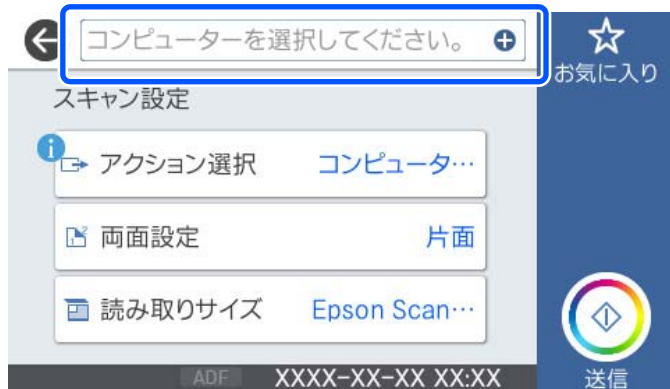 コンピューターを選択してください。
お気に入り
スキャン設定
アクション選択 コンピュータ…
両面設定 片面
読み取りサイズ Epson Scan…
ADF XXXX-XX-XX XX:XX
送信